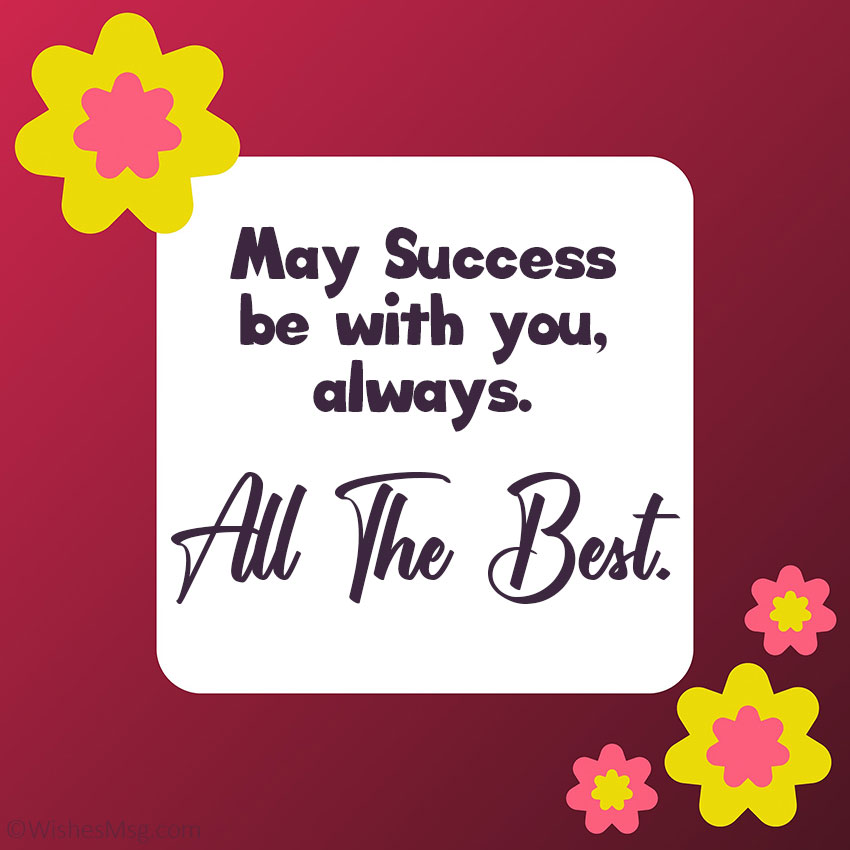 May Success
be with you,
always.
All The Best.
©WishesMsg.com